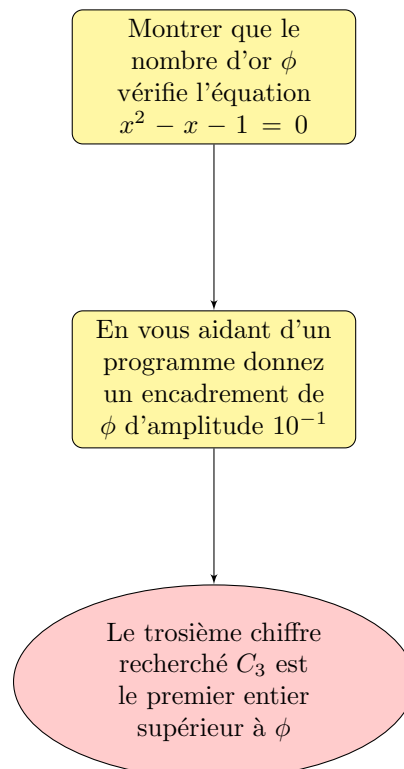 Montrer que le
nombre d'or ϕ
vérifie l'équation
x² − x − 1 = 0
En vous aidant d'un
programme donnez
un encadrement de
ϕ d'amplitude 10⁻¹
Le trosième chiffre
recherché C₃ est
le premier entier
supérieur à ϕ